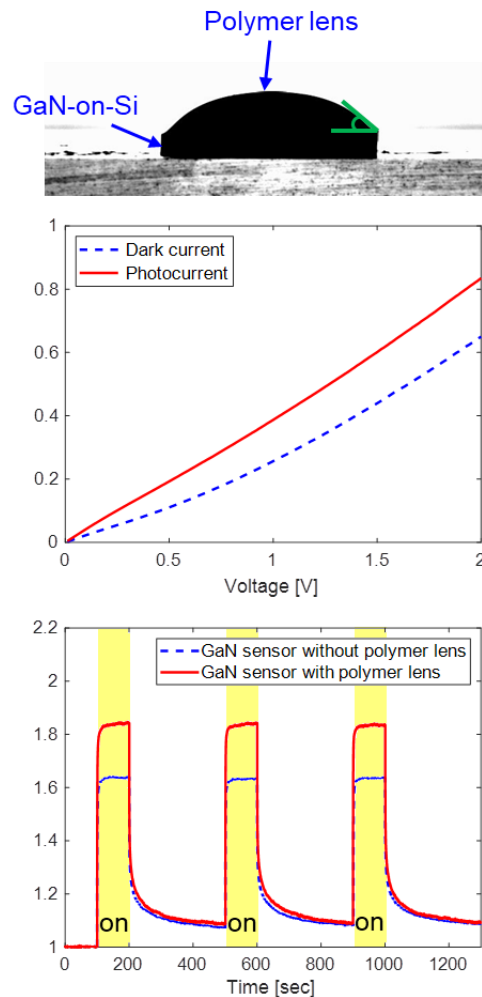 Polymer lens
GaN-on-Si
Dark current
Photocurrent
1
0.8
0.6
0.4
0.2
0
0 0.5 1 1.5 2
Voltage [V]
2.2
2
1.8
1.6
1.4
1.2
1
GaN sensor without polymer lens
GaN sensor with polymer lens
on on on
0 200 400 600 800 1000 1200
Time [sec]